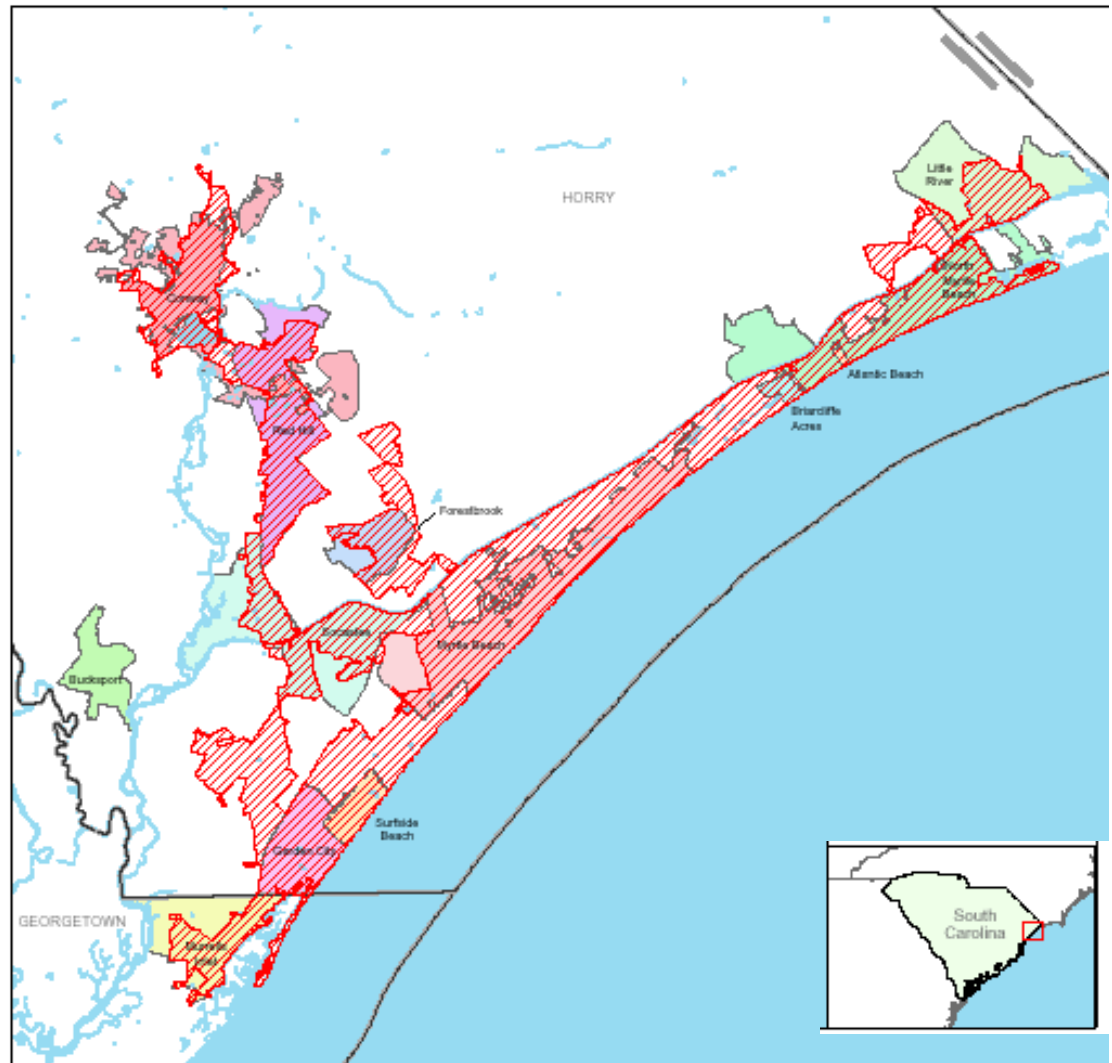 Little
River
HORRY
North
Myrtle
Beach
Conway
Atlantic Beach
Briarcliffe
Acres
Red Hill
Forestbrook
Socastee
Myrtle Beach
Bucksport
Surfside
Beach
Garden City
GEORGETOWN
Murrells
Inlet
South
Carolina